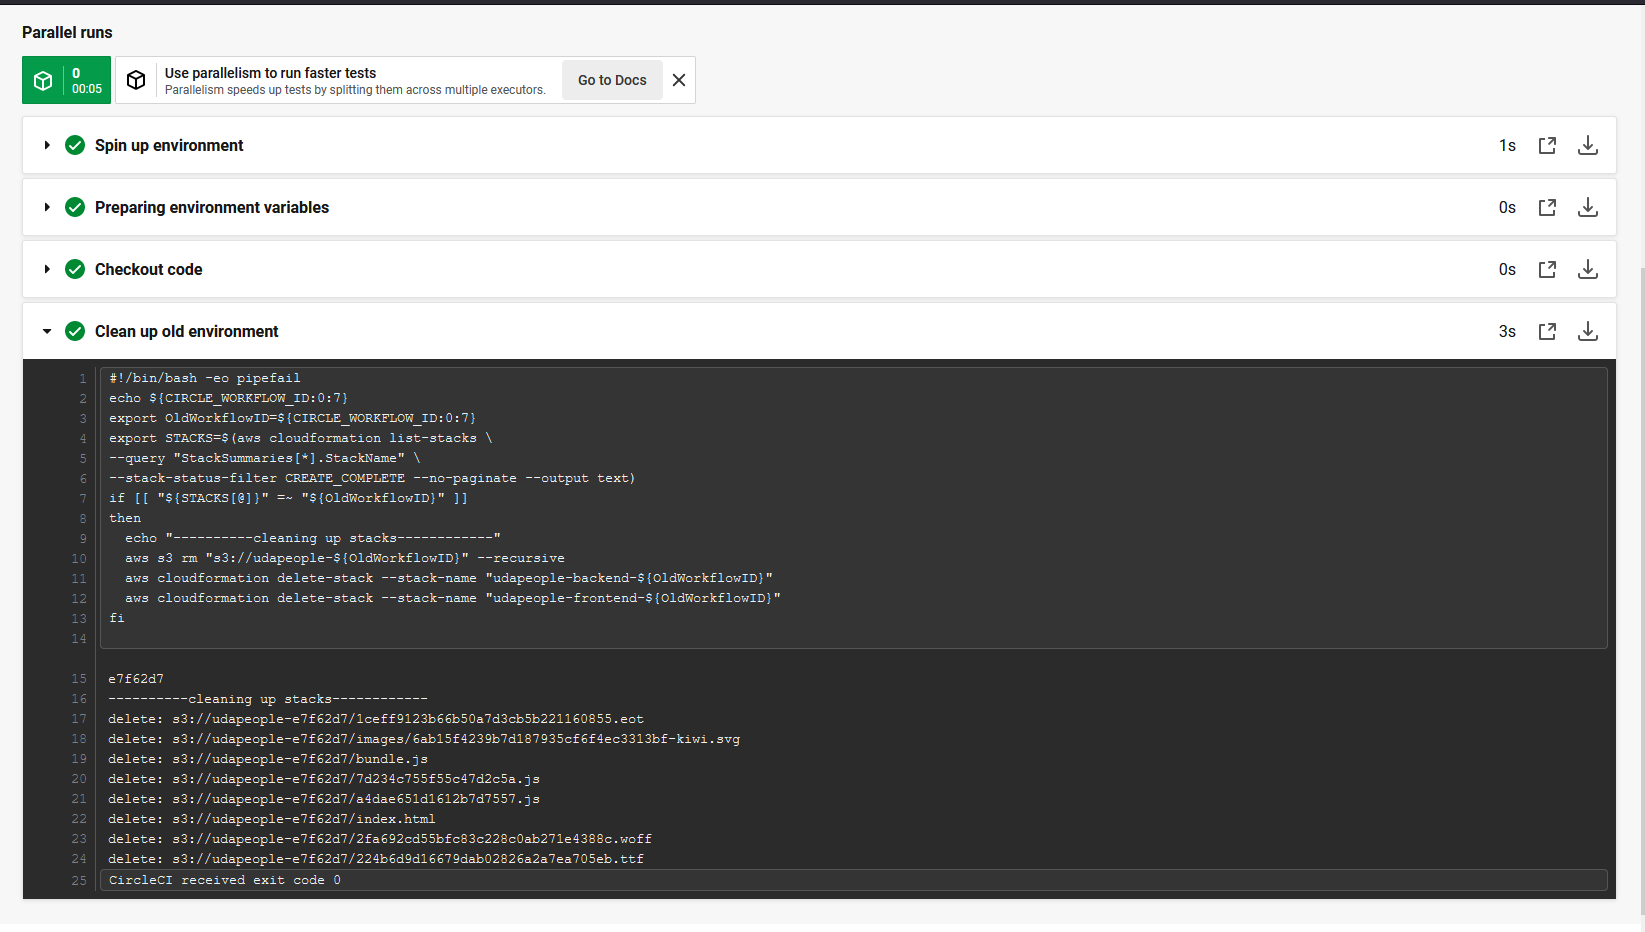 Parallel runs
0
00:05
Use parallelism to run faster tests
Parallelism speeds up tests by splitting them across multiple executors.
Go to Docs
Spin up environment
1s
Preparing environment variables
0s
Checkout code
0s
Clean up old environment
3s
1 #!/bin/bash -eo pipefail
2 echo ${CIRCLE_WORKFLOW_ID:0:7}
3 export OldWorkflowID=${CIRCLE_WORKFLOW_ID:0:7}
4 export STACKS=$(aws cloudformation list-stacks \
5 --query "StackSummaries[*].StackName" \
6 --stack-status-filter CREATE_COMPLETE --no-paginate --output text)
7 if [[ "${STACKS[@]}" =~ "${OldWorkflowID}" ]]
8 then
9 echo "----------cleaning up stacks------------"
10 aws s3 rm "s3://udapeople-${OldWorkflowID}" --recursive
11 aws cloudformation delete-stack --stack-name "udapeople-backend-${OldWorkflowID}"
12 aws cloudformation delete-stack --stack-name "udapeople-frontend-${OldWorkflowID}"
13 fi
14
15 e7f62d7
16 ----------cleaning up stacks------------
17 delete: s3://udapeople-e7f62d7/1ceff9123b66b50a7d3cb5b221160855.eot
18 delete: s3://udapeople-e7f62d7/images/6ab15f4239b7d187935cf6f4ec3313bf-kiwi.svg
19 delete: s3://udapeople-e7f62d7/bundle.js
20 delete: s3://udapeople-e7f62d7/7d234c755f55c47d2c5a.js
21 delete: s3://udapeople-e7f62d7/a4dae651d1612b7d7557.js
22 delete: s3://udapeople-e7f62d7/index.html
23 delete: s3://udapeople-e7f62d7/2fa692cd55bfc83c228c0ab271e4388c.woff
24 delete: s3://udapeople-e7f62d7/224b6d9d16679dab02826a2a7ea705eb.ttf
25 CircleCI received exit code 0